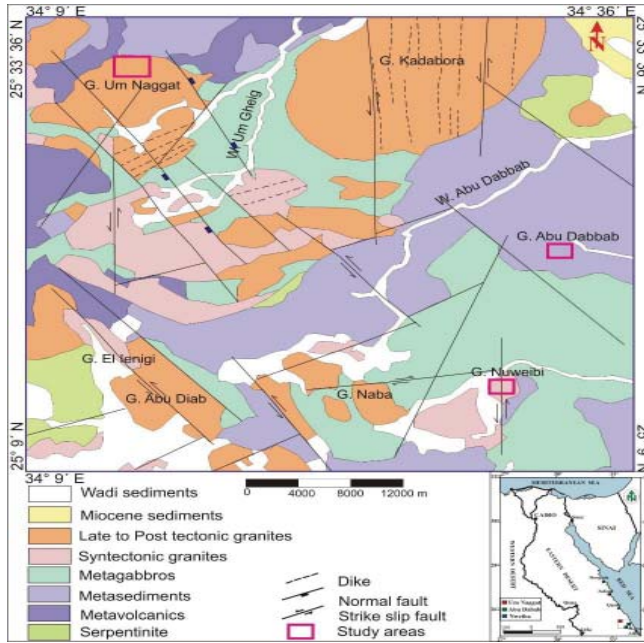 34° 9′ E
34° 36′ E
25° 33′ 36″ N
25° 33′ 36″ N
G. Um Naggat
W. Um Gheig
G. Kadabora
N
W. Abu Dabbab
G. Abu Dabbab
G. El Ienigi
G. Abu Diab
G. Naba
G. Nuweibi
25° 9′ N
25° 9′ N
34° 9′ E
0 4000 8000 12000 m
Wadi sediments
Miocene sediments
Late to Post tectonic granites
Syntectonic granites
Metagabbros
Metasediments
Metavolcanics
Serpentinite
Dike
Normal fault
Strike slip fault
Study areas
MEDITERRANEAN SEA
CAIRO
SINAI
EASTERN DESERT
WESTERN DESERT
RED SEA
Um Naggat
Abu Dabab